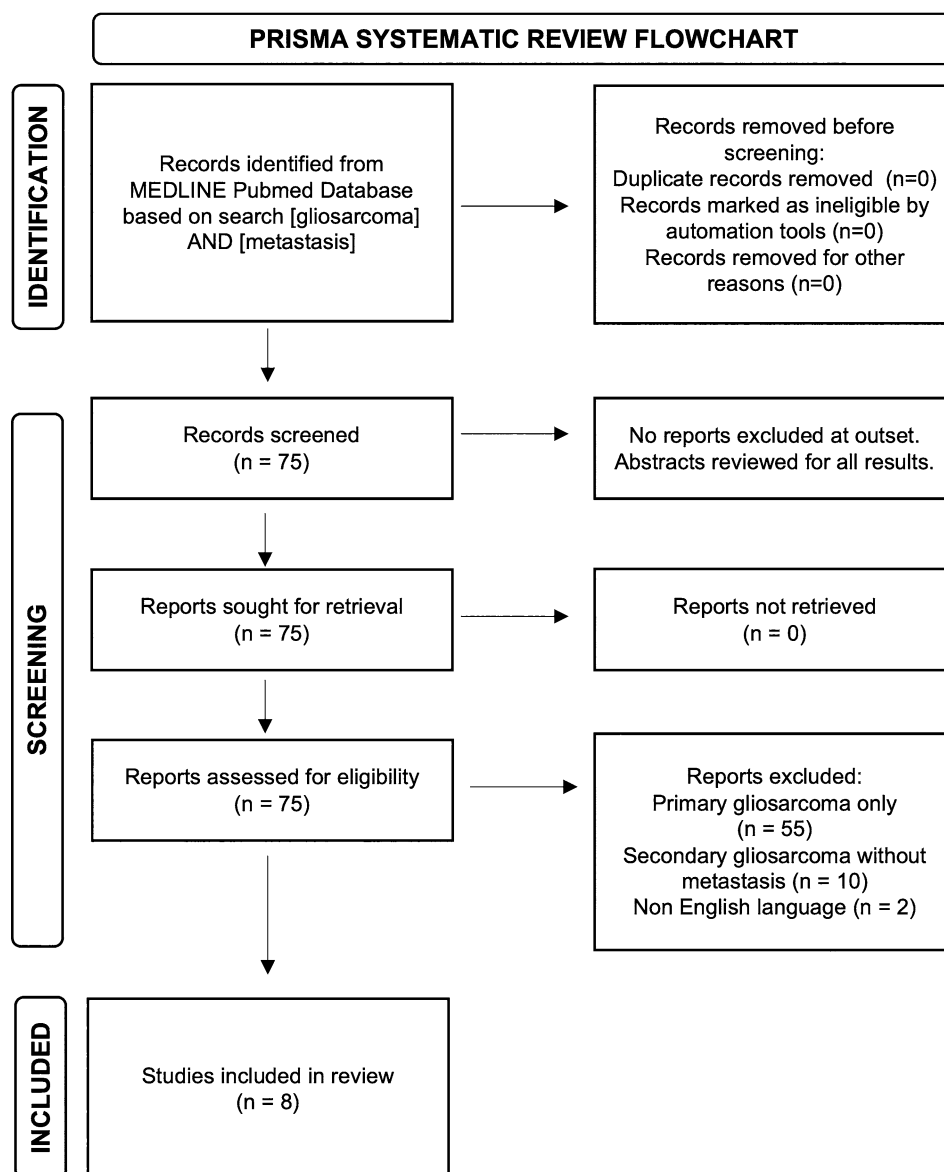 PRISMA SYSTEMATIC REVIEW FLOWCHART
IDENTIFICATION
Records identified from
MEDLINE Pubmed Database
based on search [gliosarcoma]
AND [metastasis]
Records removed before
screening:
Duplicate records removed (n=0)
Records marked as ineligible by
automation tools (n=0)
Records removed for other
reasons (n=0)
SCREENING
Records screened
(n = 75)
No reports excluded at outset.
Abstracts reviewed for all results.
Reports sought for retrieval
(n = 75)
Reports not retrieved
(n = 0)
Reports assessed for eligibility
(n = 75)
Reports excluded:
Primary gliosarcoma only
(n = 55)
Secondary gliosarcoma without
metastasis (n = 10)
Non English language (n = 2)
INCLUDED
Studies included in review
(n = 8)